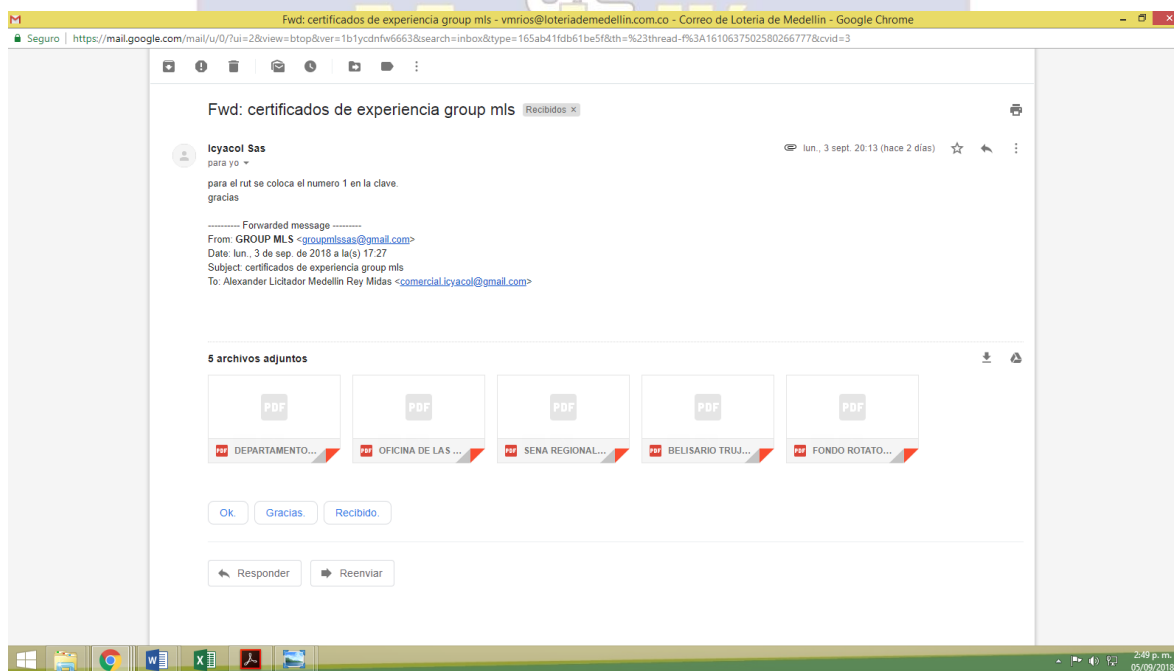 Fwd: certificados de experiencia group mls - vmrios@loteriademedellin.com.co - Correo de Loteria de Medellin - Google Chrome
Seguro | https://mail.google.com/mail/u/0/?ui=2&view=btop&ver=1b1ycdnfw6663&search=inbox&type=165ab41fdb61be5f&th=%23thread-f%3A1610637502580266777&cvid=3
Fwd: certificados de experiencia group mls Recibidos x
Icyacol Sas lun., 3 sept. 20:13 (hace 2 días)
para yo
para el rut se coloca el numero 1 en la clave.
gracias
---------- Forwarded message ---------
From: GROUP MLS <groupmlssas@gmail.com>
Date: lun., 3 de sep. de 2018 a la(s) 17:27
Subject: certificados de experiencia group mls
To: Alexander Licitador Medellin Rey Midas <comercial.icyacol@gmail.com>
5 archivos adjuntos
PDF PDF PDF PDF PDF
PDF DEPARTAMENTO... PDF OFICINA DE LAS ... PDF SENA REGIONAL... PDF BELISARIO TRUJ... PDF FONDO ROTATO...
Ok. Gracias. Recibido.
Responder Reenviar
2:49 p. m.
05/09/2018